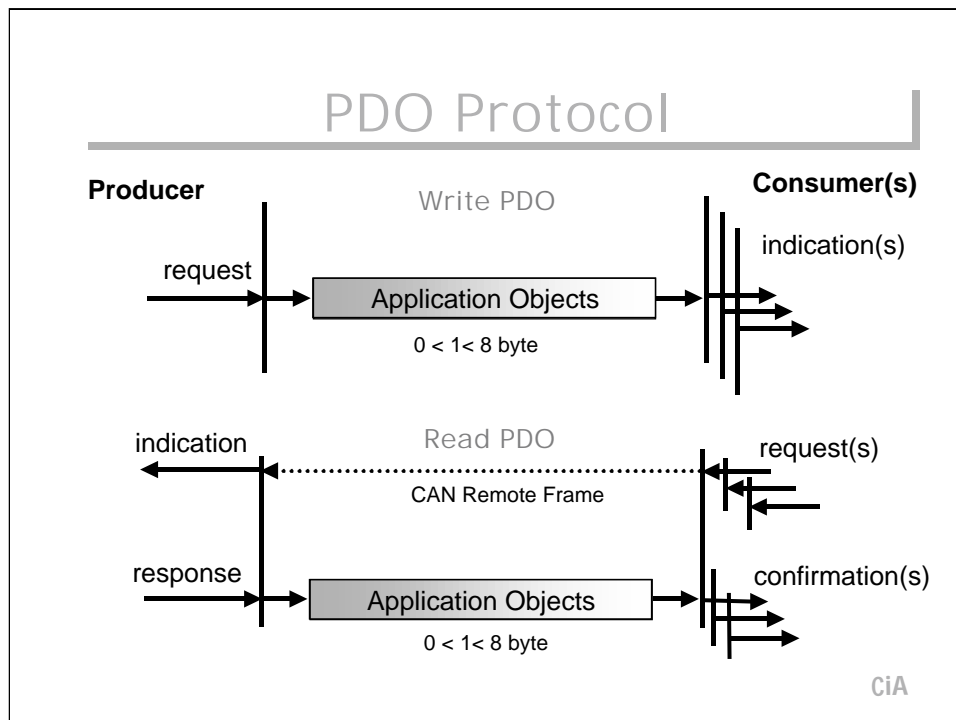 PDO Protocol
Producer
Write PDO
Consumer(s)
indication(s)
request
Application Objects
0 < 1< 8 byte
indication
Read PDO
request(s)
CAN Remote Frame
response
confirmation(s)
Application Objects
0 < 1< 8 byte
CiA